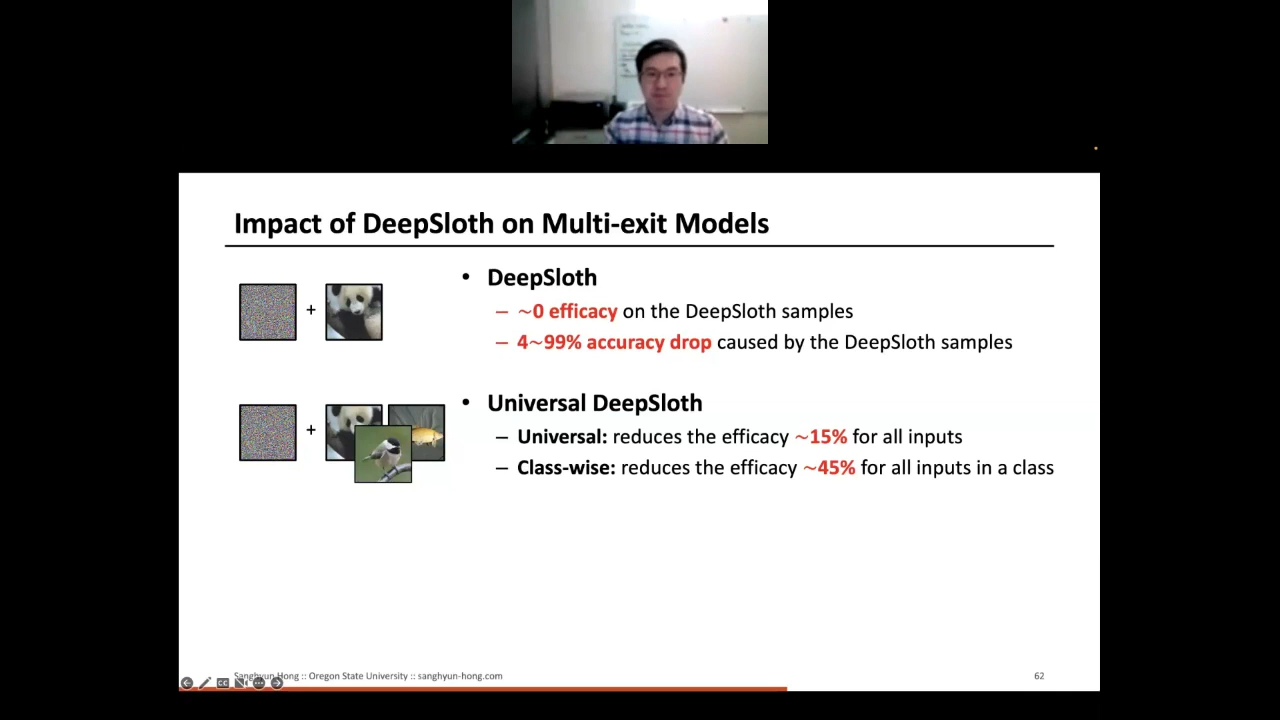 Impact of DeepSloth on Multi-exit Models
+
• DeepSloth
– ~0 efficacy on the DeepSloth samples
– 4~99% accuracy drop caused by the DeepSloth samples
+
• Universal DeepSloth
– Universal: reduces the efficacy ~15% for all inputs
– Class-wise: reduces the efficacy ~45% for all inputs in a class
Sanghyun Hong :: Oregon State University :: sanghyun-hong.com
62
CC